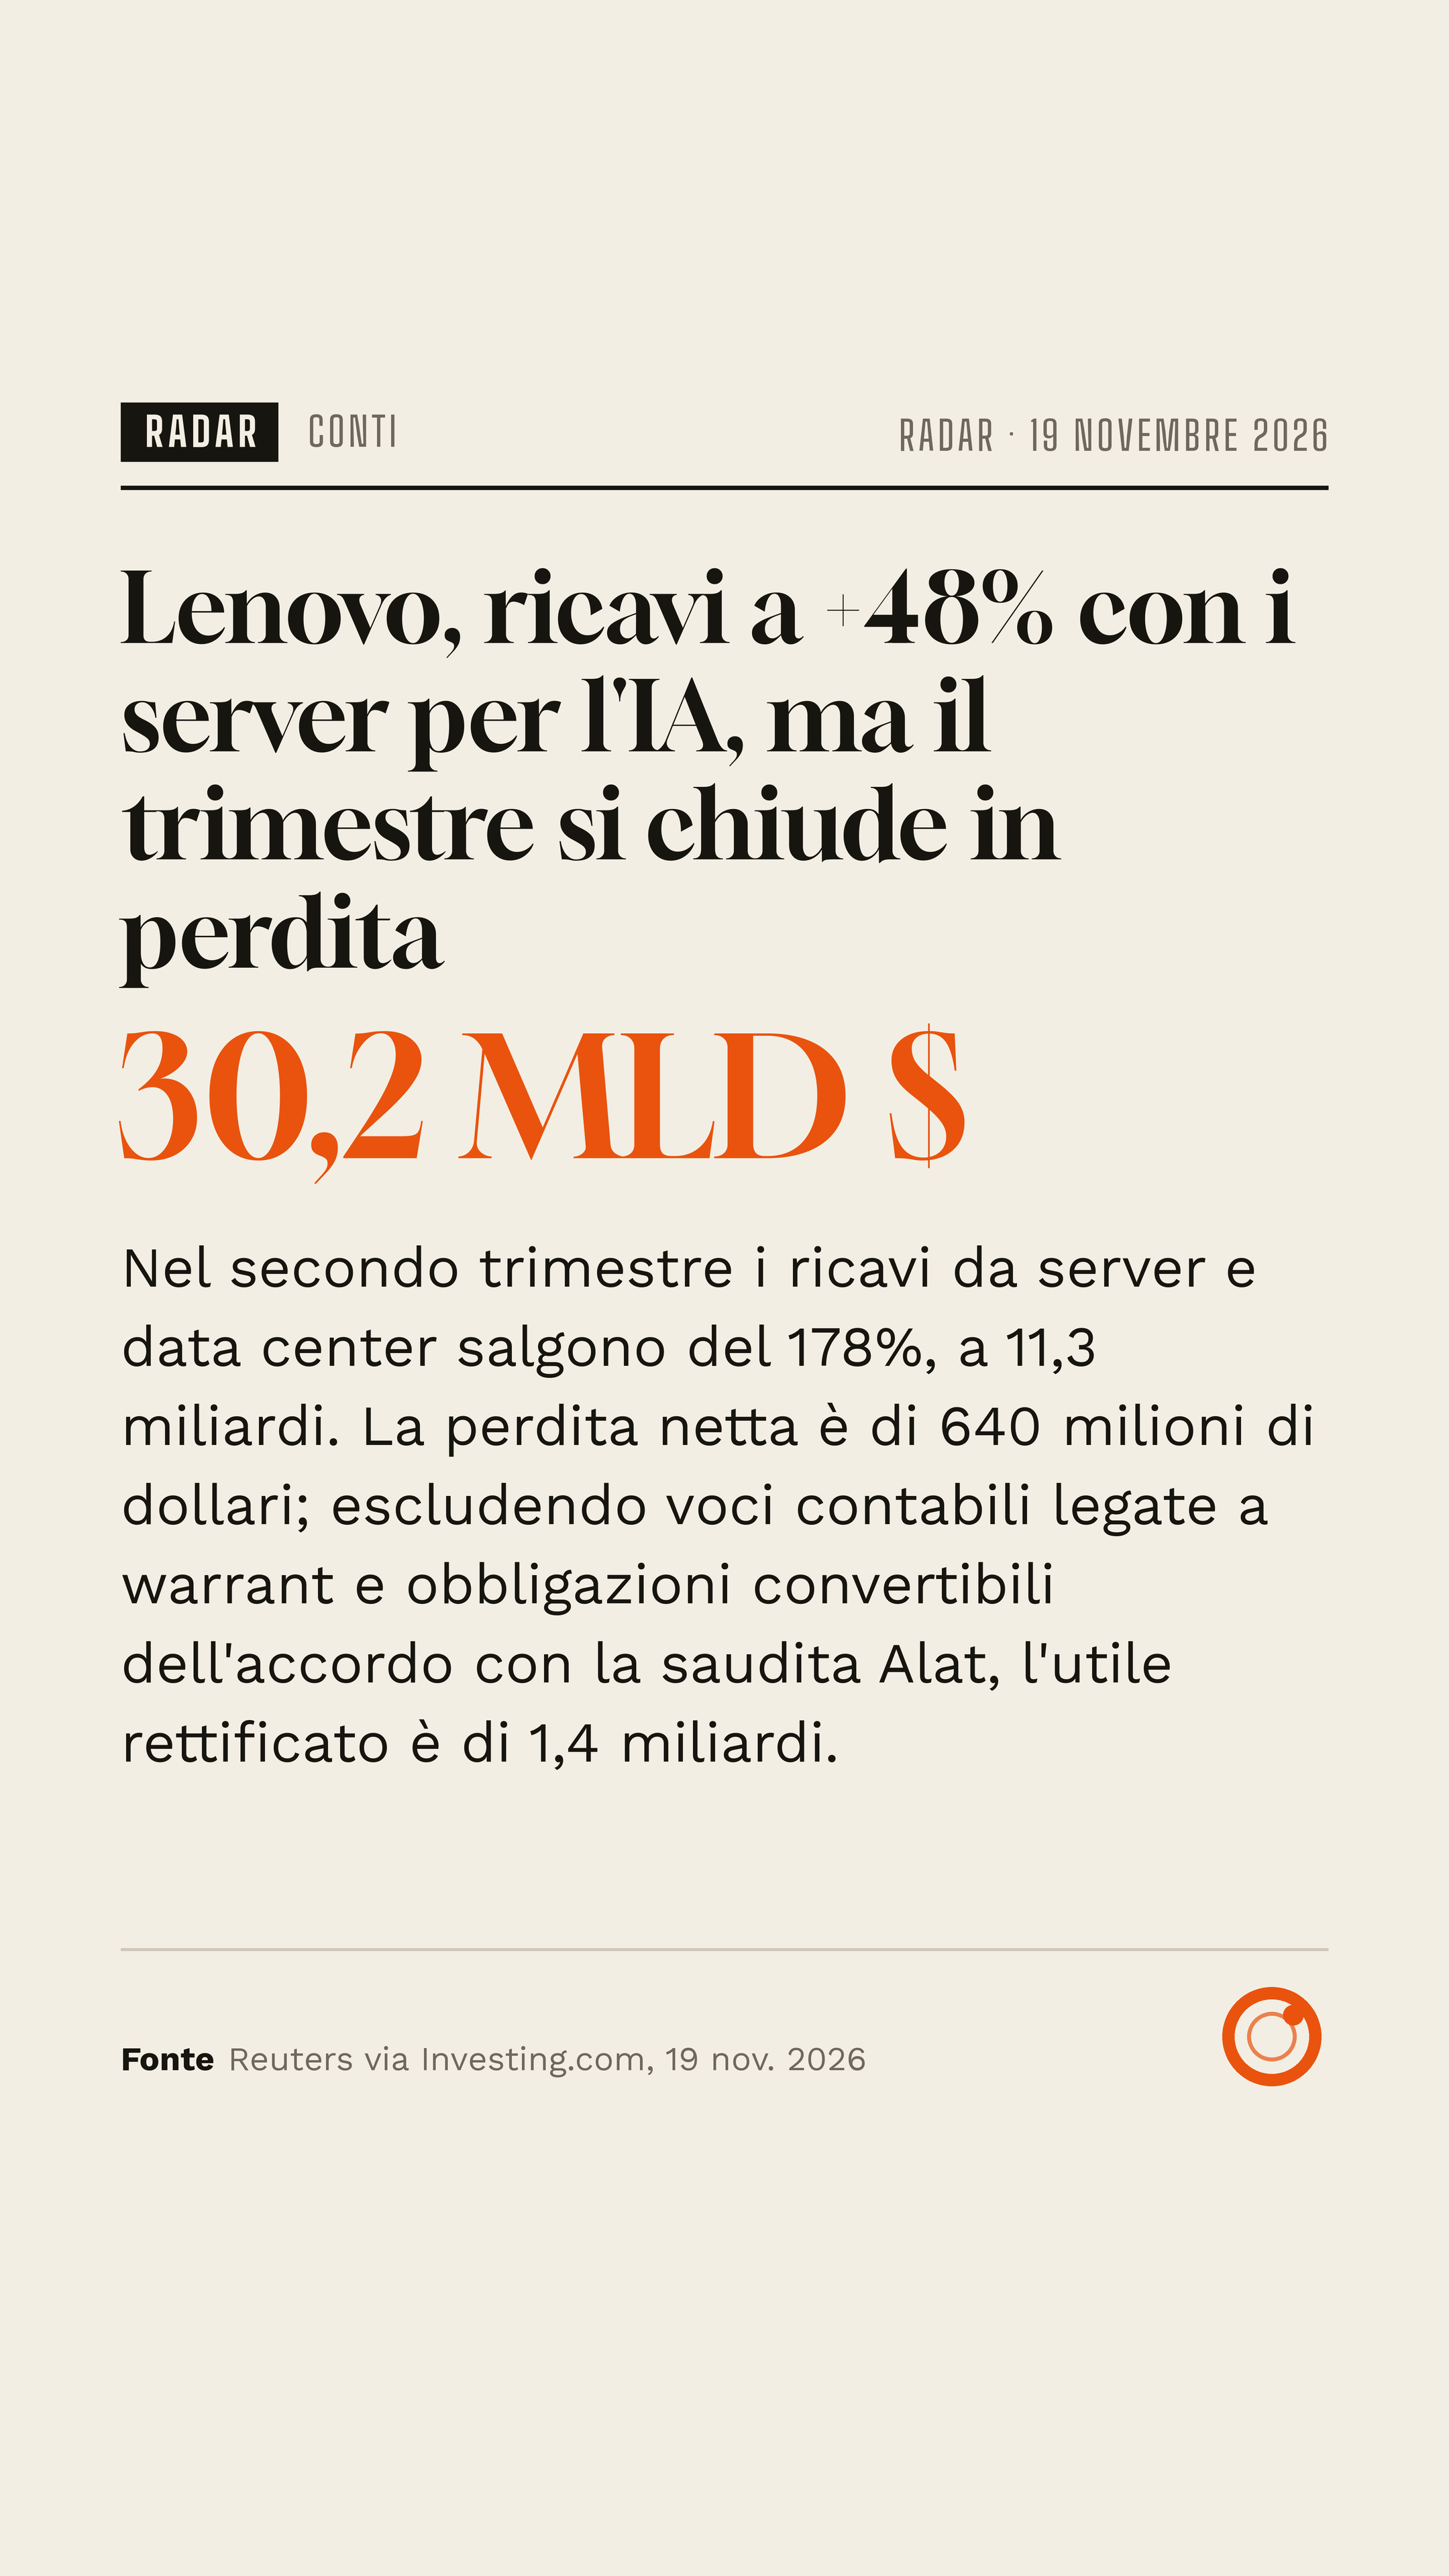 RADAR CONTI
RADAR · 19 NOVEMBRE 2026
Lenovo, ricavi a +48% con i
server per l'IA, ma il
trimestre si chiude in
perdita
30,2 MLD $
Nel secondo trimestre i ricavi da server e
data center salgono del 178%, a 11,3
miliardi. La perdita netta è di 640 milioni di
dollari; escludendo voci contabili legate a
warrant e obbligazioni convertibili
dell'accordo con la saudita Alat, l'utile
rettificato è di 1,4 miliardi.
Fonte Reuters via Investing.com, 19 nov. 2026